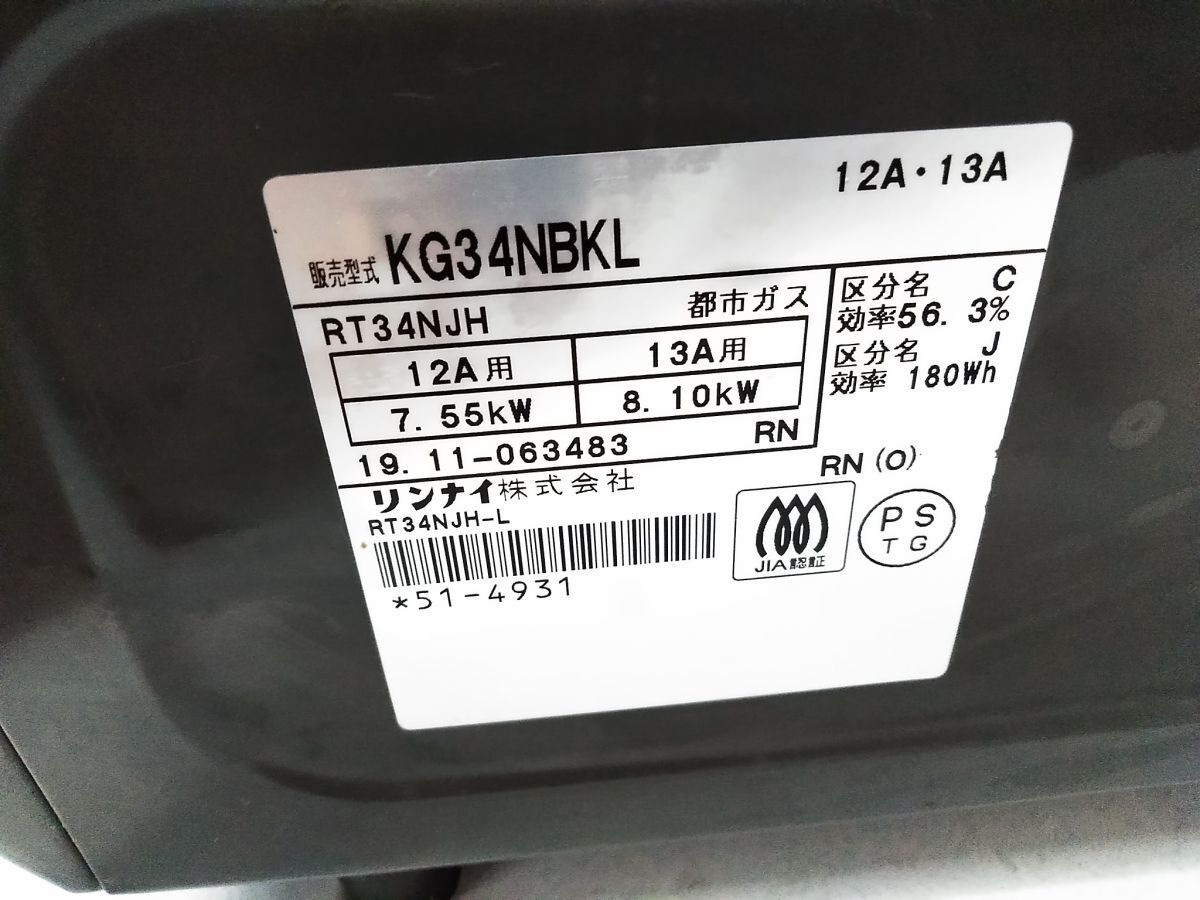 12A・13A
販売型式 KG34NBKL
RT34NJH 都市ガス
12A用 13A用
7.55kW 8.10kW
19.11-063483 RN
区分名 C
効率56.3%
区分名 J
効率 180Wh
RN (O)
リンナイ株式会社
RT34NJH-L
*51-4931
JIA認証
PS
TG